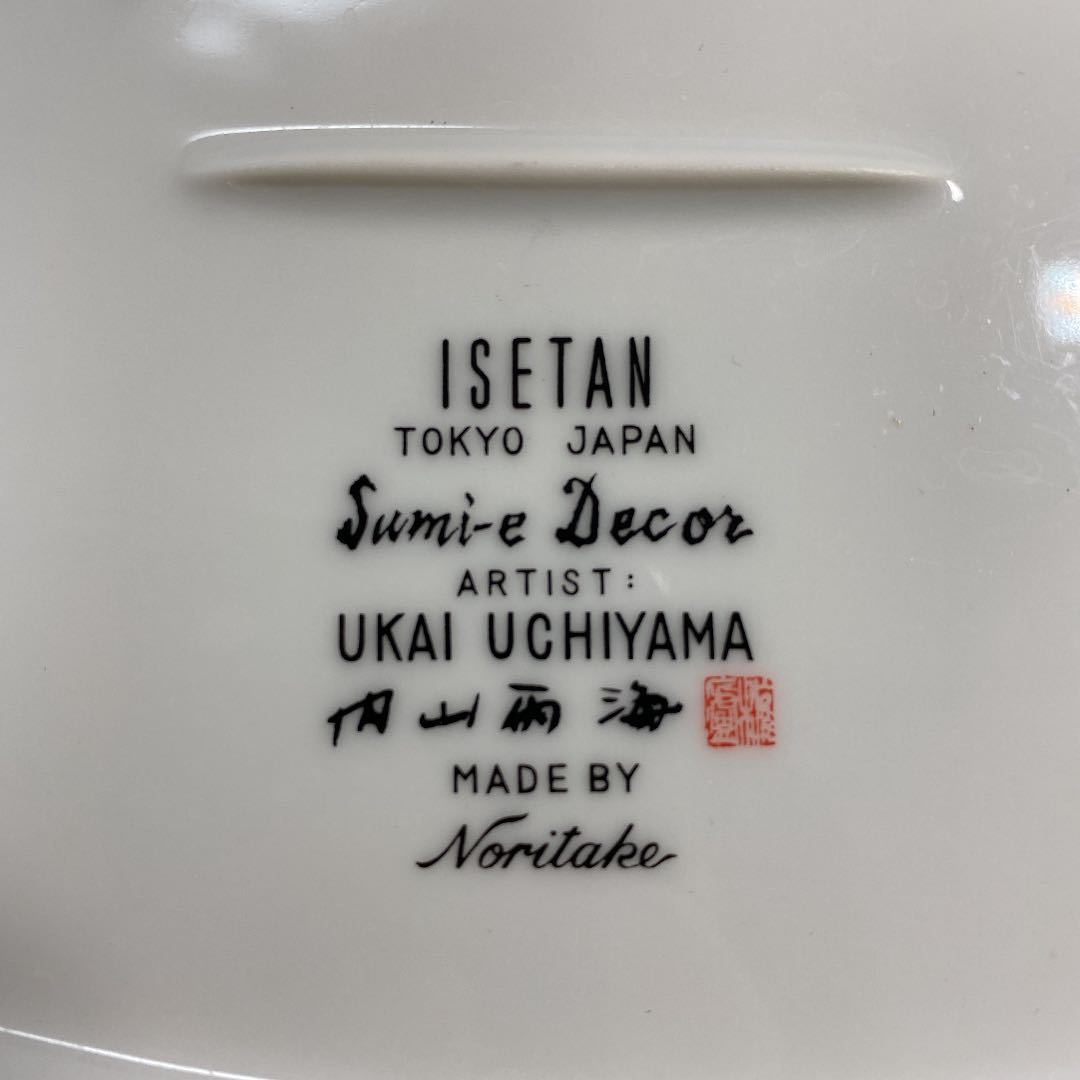 ISETAN
TOKYO JAPAN
Sumi-e Decor
ARTIST:
UKAI UCHIYAMA
内山雨海
MADE BY
Noritake